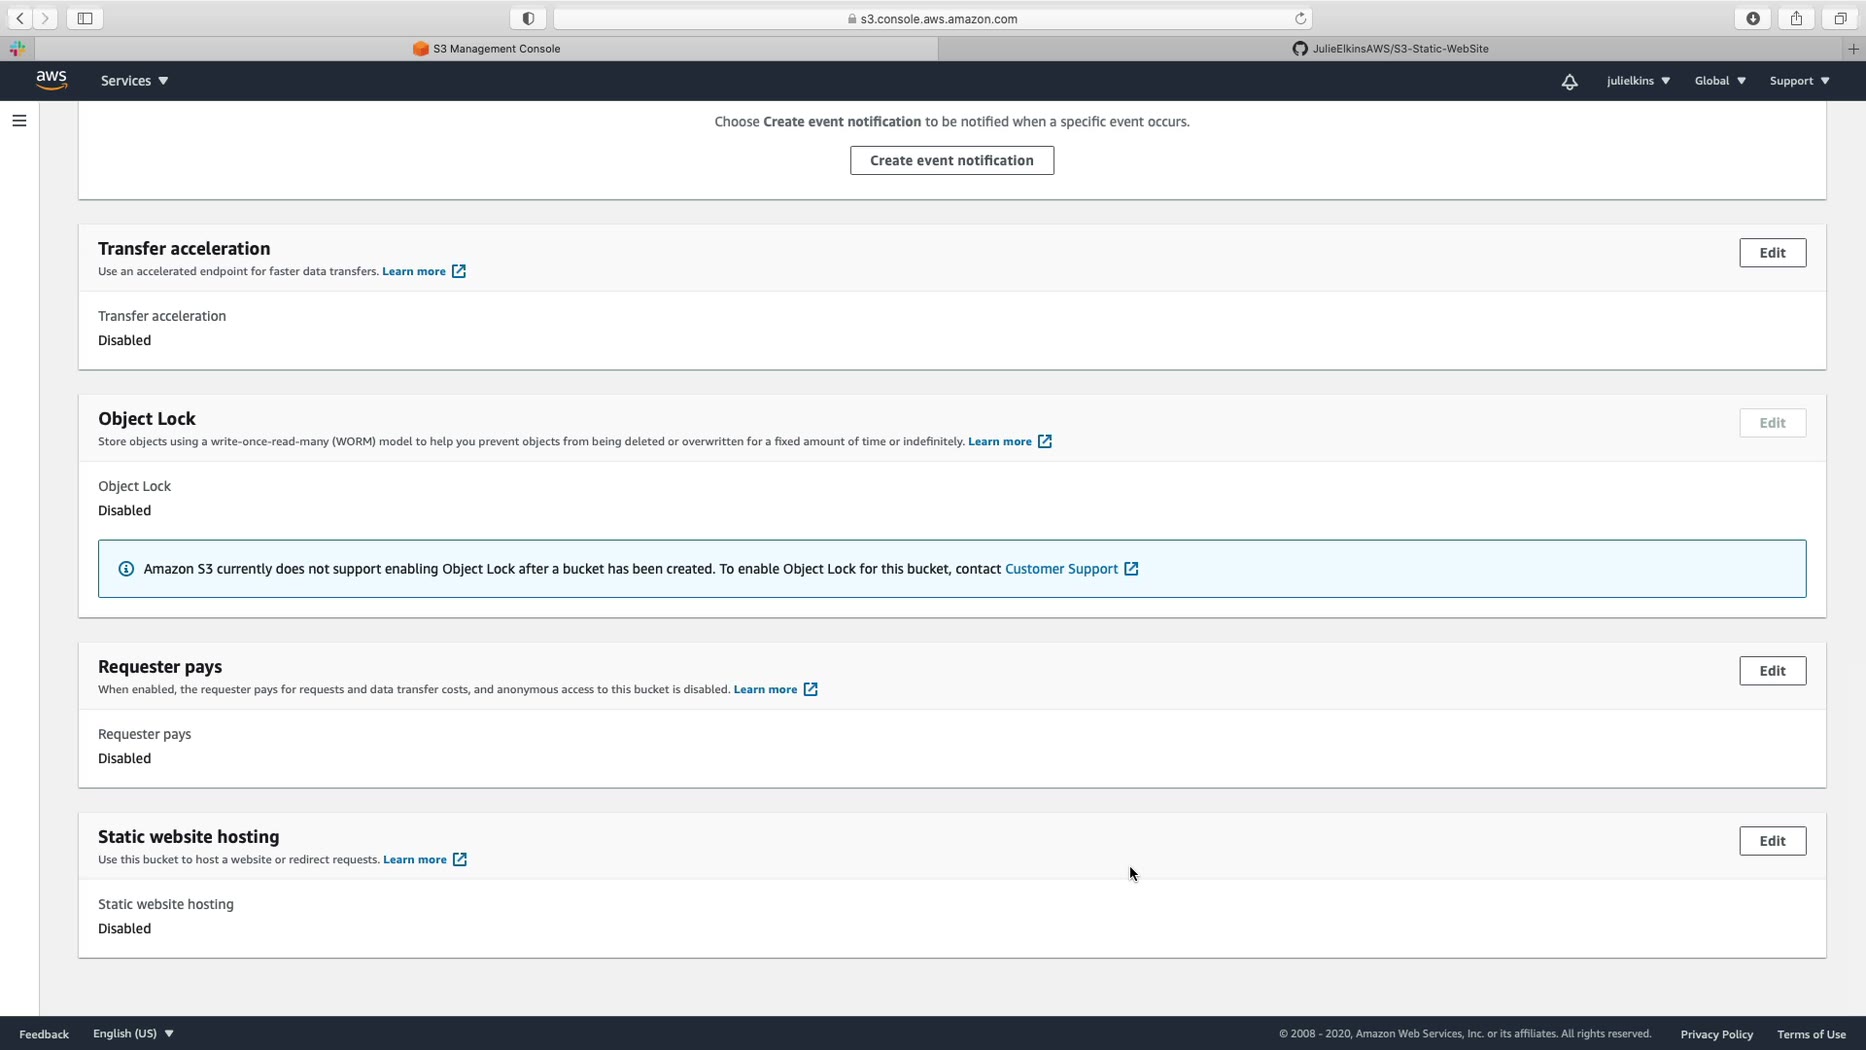 s3.console.aws.amazon.com
S3 Management Console
JulieElkinsAWS/S3-Static-WebSite
aws
Services
julielkins
Global
Support
Choose Create event notification to be notified when a specific event occurs.
Create event notification
Transfer acceleration
Edit
Use an accelerated endpoint for faster data transfers. Learn more
Transfer acceleration
Disabled
Object Lock
Edit
Store objects using a write-once-read-many (WORM) model to help you prevent objects from being deleted or overwritten for a fixed amount of time or indefinitely. Learn more
Object Lock
Disabled
Amazon S3 currently does not support enabling Object Lock after a bucket has been created. To enable Object Lock for this bucket, contact Customer Support
Requester pays
Edit
When enabled, the requester pays for requests and data transfer costs, and anonymous access to this bucket is disabled. Learn more
Requester pays
Disabled
Static website hosting
Edit
Use this bucket to host a website or redirect requests. Learn more
Static website hosting
Disabled
Feedback
English (US)
© 2008 - 2020, Amazon Web Services, Inc. or its affiliates. All rights reserved.
Privacy Policy
Terms of Use